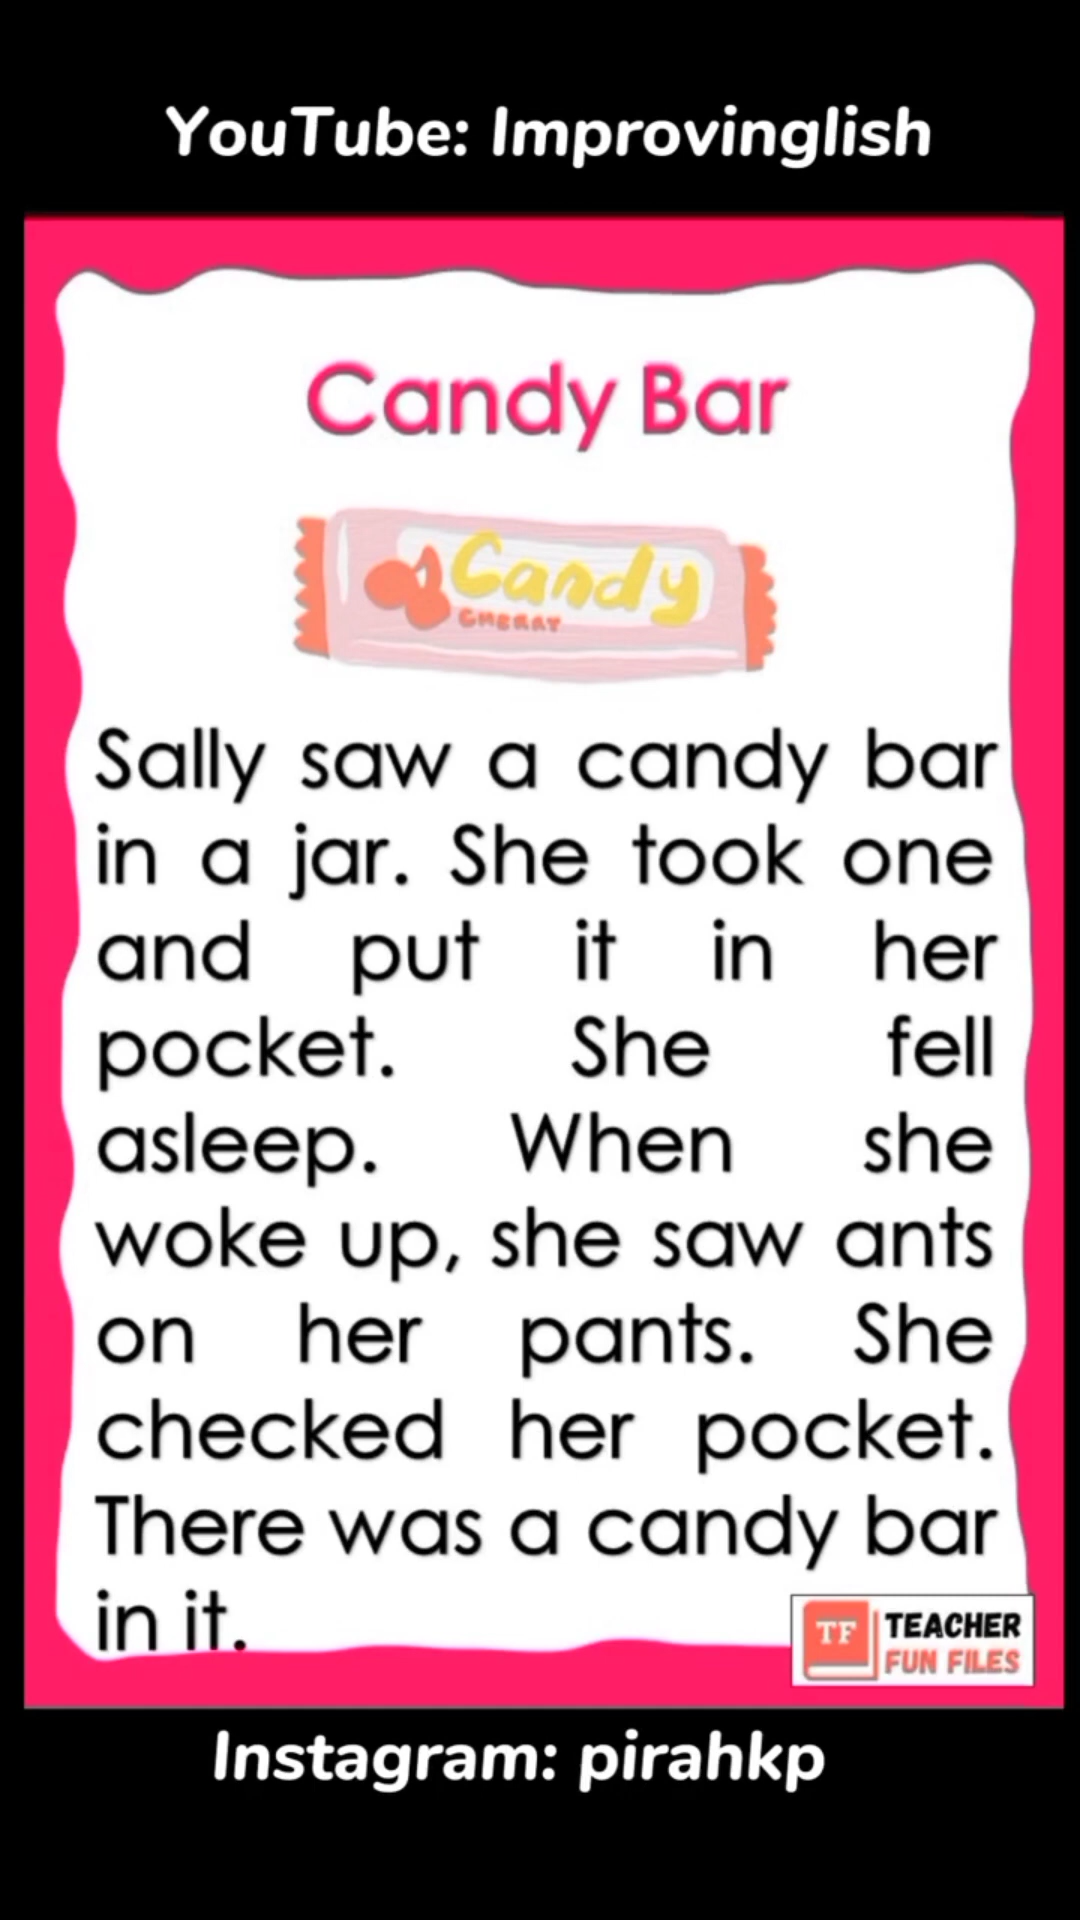 YouTube: Improvinglish
Candy Bar
Candy
CHERRY
Sally saw a candy bar
in a jar. She took one
and put it in her
pocket. She fell
asleep. When she
woke up, she saw ants
on her pants. She
checked her pocket.
There was a candy bar
in it.
TF
TEACHER
FUN FILES
Instagram: pirahkp